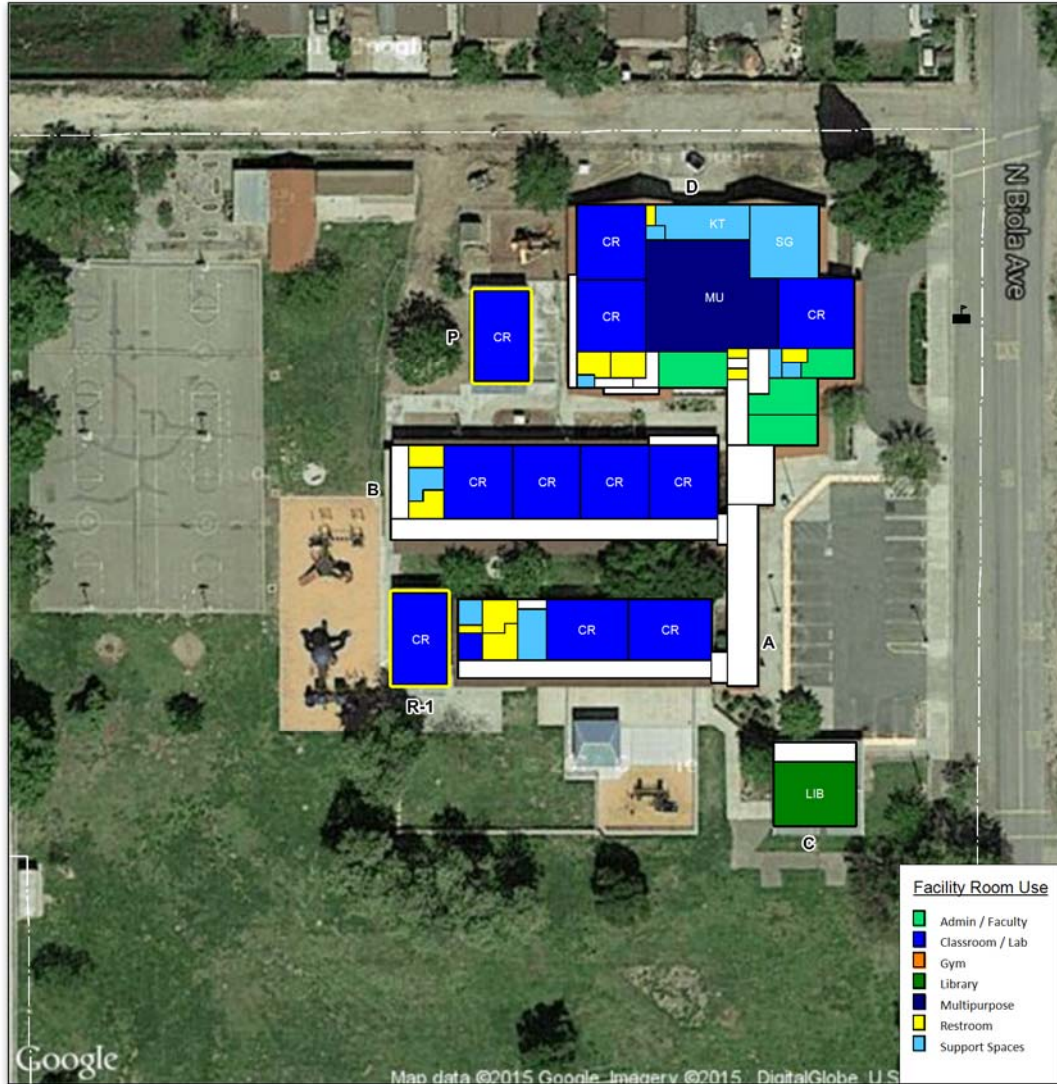 D
N Biola Ave
KT
CR
SG
MU
CR
CR
P
CR
B
CR
CR
CR
CR
CR
CR
CR
A
R-1
LIB
C
Facility Room Use
Admin / Faculty
Classroom / Lab
Gym
Library
Multipurpose
Restroom
Support Spaces
Google
Map data ©2015 Google Imagery ©2015 , DigitalGlobe, U.S